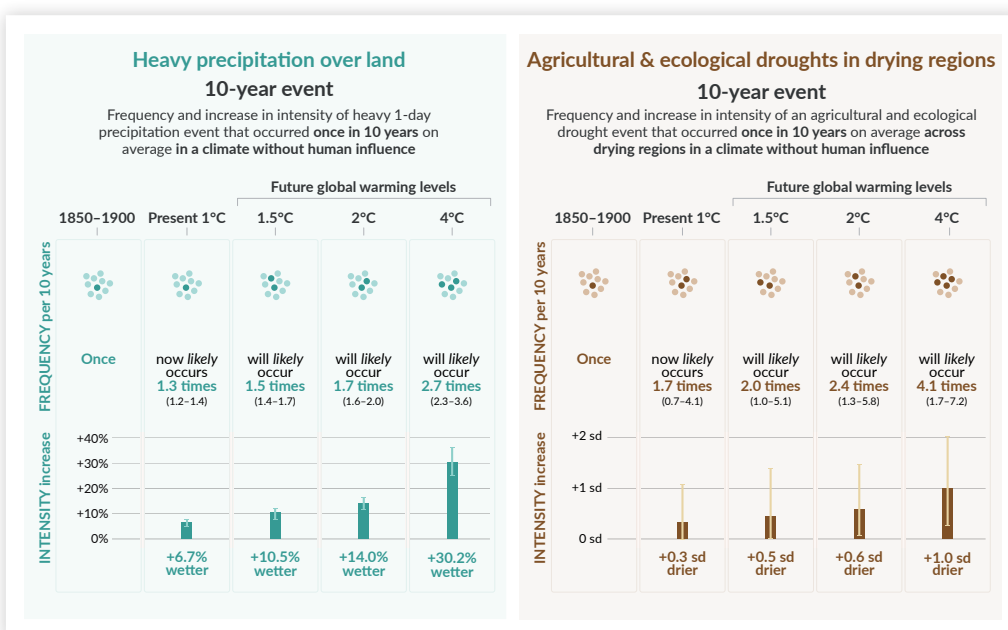 Heavy precipitation over land
10-year event
Frequency and increase in intensity of heavy 1-day
precipitation event that occurred once in 10 years on
average in a climate without human influence
Future global warming levels
1850–1900 Present 1°C 1.5°C 2°C 4°C
FREQUENCY per 10 years
Once
now likely
occurs
1.3 times
(1.2–1.4)
will likely
occur
1.5 times
(1.4–1.7)
will likely
occur
1.7 times
(1.6–2.0)
will likely
occur
2.7 times
(2.3–3.6)
INTENSITY increase
+40%
+30%
+20%
+10%
0%
+6.7%
wetter
+10.5%
wetter
+14.0%
wetter
+30.2%
wetter
Agricultural & ecological droughts in drying regions
10-year event
Frequency and increase in intensity of an agricultural and ecological
drought event that occurred once in 10 years on average across
drying regions in a climate without human influence
Future global warming levels
1850–1900 Present 1°C 1.5°C 2°C 4°C
FREQUENCY per 10 years
Once
now likely
occurs
1.7 times
(0.7–4.1)
will likely
occur
2.0 times
(1.0–5.1)
will likely
occur
2.4 times
(1.3–5.8)
will likely
occur
4.1 times
(1.7–7.2)
INTENSITY increase
+2 sd
+1 sd
0 sd
+0.3 sd
drier
+0.5 sd
drier
+0.6 sd
drier
+1.0 sd
drier